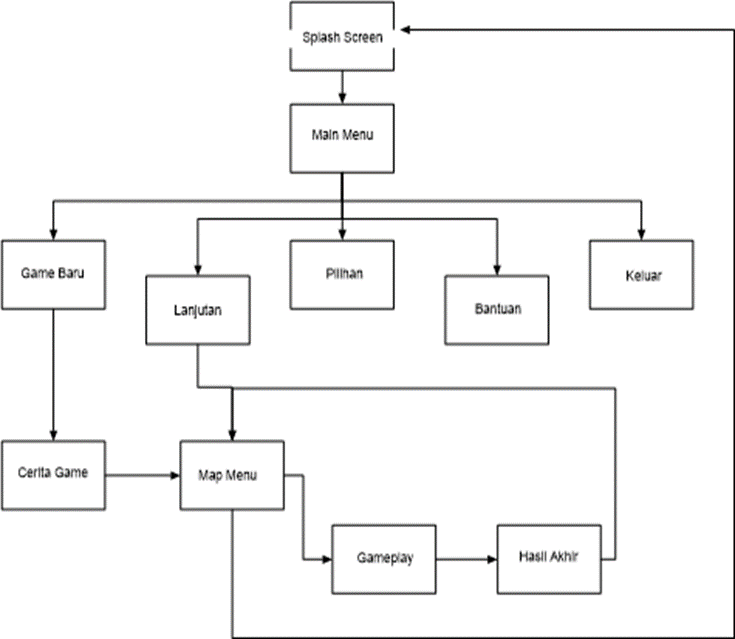 Splash Screen
Main Menu
Game Baru
Lanjutan
Pilihan
Bantuan
Keluar
Cerita Game
Map Menu
Gameplay
Hasil Akhir